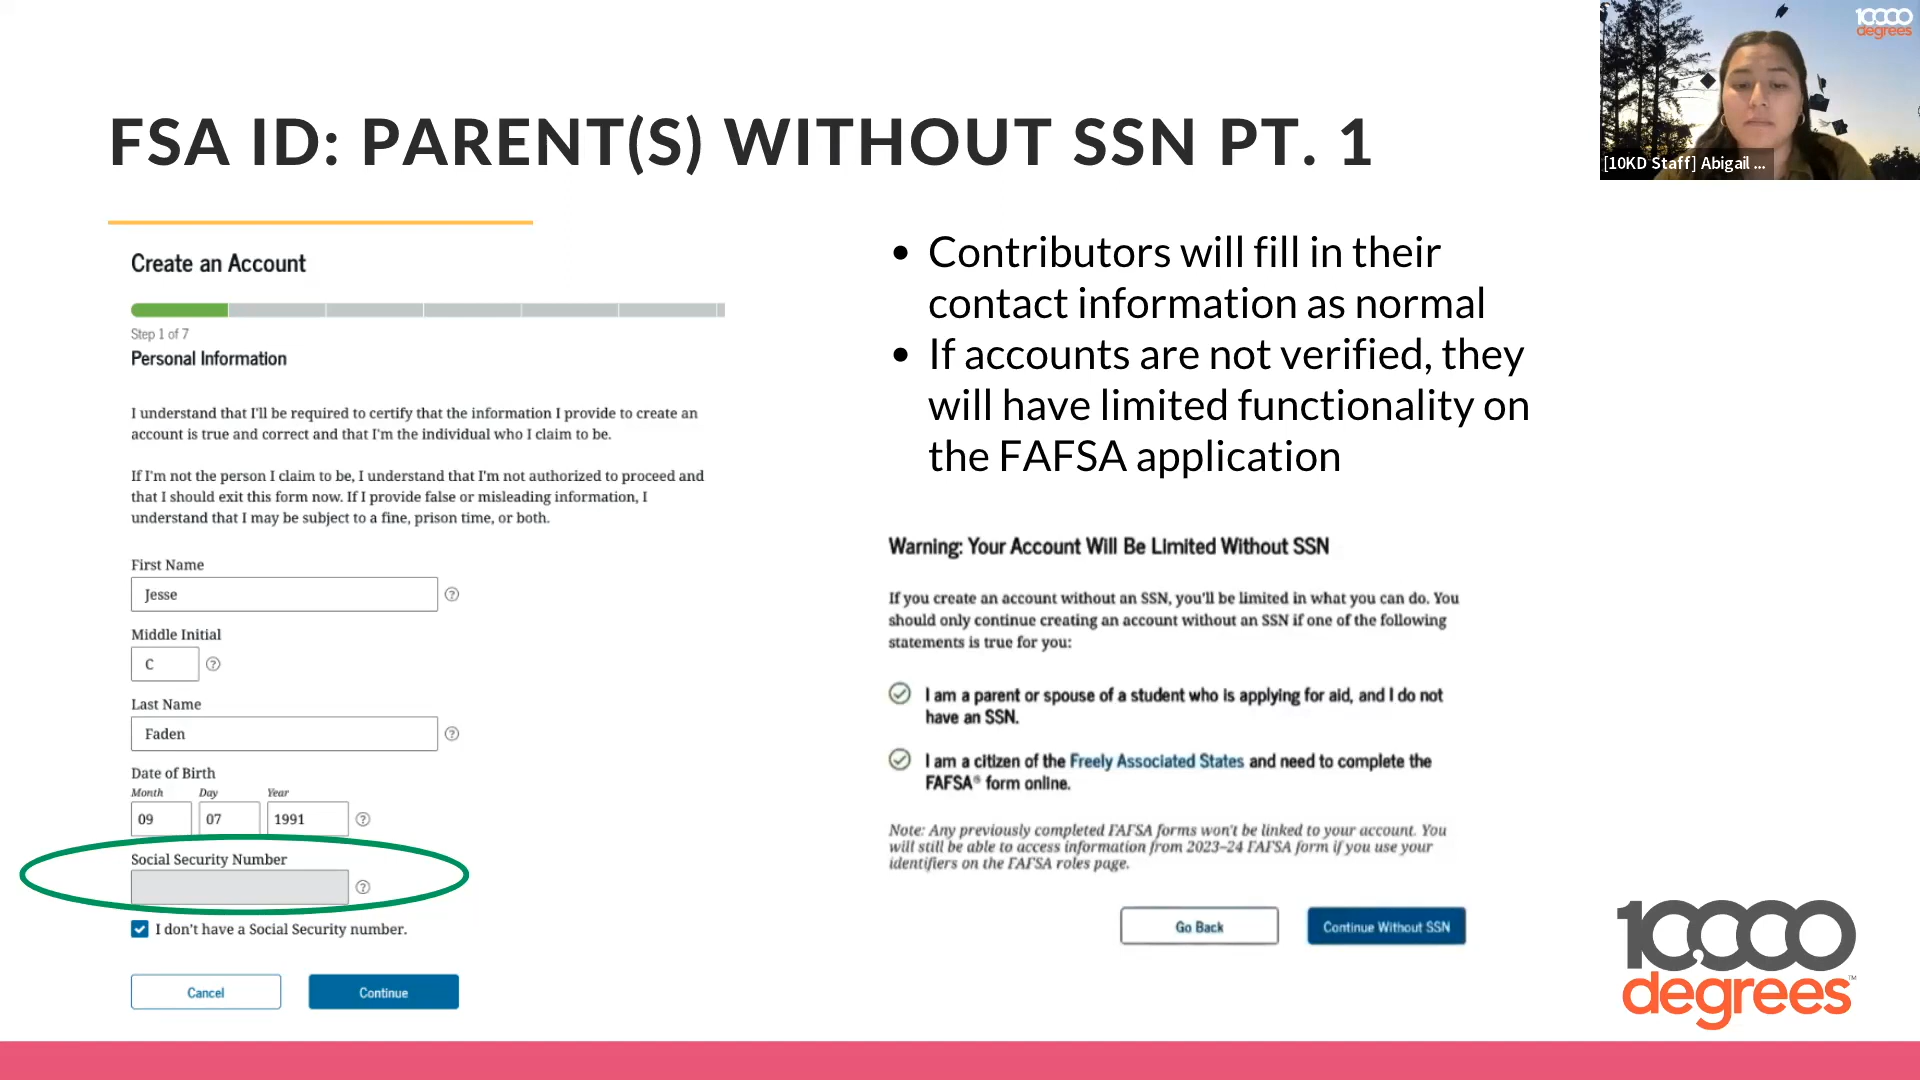 10000
degrees
[10KD Staff] Abigail ...
FSA ID: PARENT(S) WITHOUT SSN PT. 1
Create an Account
Step 1 of 7
Personal Information
I understand that I'll be required to certify that the information I provide to create an
account is true and correct and that I'm the individual who I claim to be.
If I'm not the person I claim to be, I understand that I'm not authorized to proceed and
that I should exit this form now. If I provide false or misleading information, I
understand that I may be subject to a fine, prison time, or both.
First Name
Jesse
?
Middle Initial
C
?
Last Name
Faden
?
Date of Birth
Month Day Year
09 07 1991
?
Social Security Number
?
I don't have a Social Security number.
Cancel Continue
• Contributors will fill in their
contact information as normal
• If accounts are not verified, they
will have limited functionality on
the FAFSA application
Warning: Your Account Will Be Limited Without SSN
If you create an account without an SSN, you'll be limited in what you can do. You
should only continue creating an account without an SSN if one of the following
statements is true for you:
I am a parent or spouse of a student who is applying for aid, and I do not
have an SSN.
I am a citizen of the Freely Associated States and need to complete the
FAFSA® form online.
Note: Any previously completed FAFSA forms won't be linked to your account. You
will still be able to access information from 2023–24 FAFSA form if you use your
identifiers on the FAFSA roles page.
Go Back Continue Without SSN
10,000
degrees™